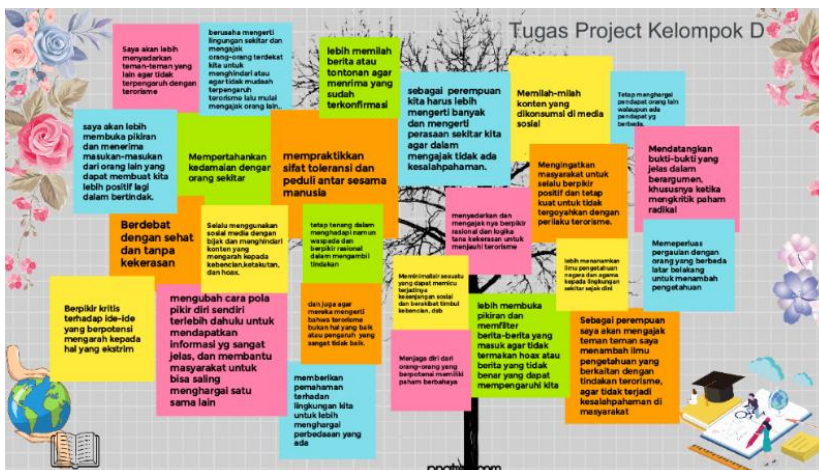 Tugas Project Kelompok D
Saya akan lebih
menyadarkan
teman-teman yang
lain agar tidak
terpengaruh dengan
terorisme
berusaha mengerti
lingungan sekitar dan
mengajak
orang-orang terdekat
kita untuk
menghindari atau
agar tidak mudaah
terpengaruh
terorisme lalu mulai
mengajak orang lain,.
lebih memilah
berita atau
tontonan agar
menrima yang
sudah
terkonfirmasi
sebagai perempuan
kita harus lebih
mengerti banyak
dan mengerti
perasaan sekitar kita
agar dalam
mengajak tidak ada
kesalahpahaman.
Memilah-milah
konten yang
dikonsumsi di media
sosial
Tetap menghargai
pendapat orang lain
walaupun ada
pendapat yg
berbeda.
saya akan lebih
membuka pikiran
dan menerima
masukan-masukan
dari orang lain yang
dapat membuat kita
lebih positif lagi
dalam bertindak.
Mempertahankan
kedamaian dengan
orang sekitar
mempraktikkan
sifat toleransi dan
peduli antar sesama
manusia
Mengingatkan
masyarakat untuk
selalu berpikir
positif dan tetap
kuat untuk tidak
tergoyahkan dengan
perilaku terorisme.
Mendatangkan
bukti-bukti yang
jelas dalam
berargumen,
khususnya ketika
mengkritik paham
radikal
Berdebat
dengan sehat
dan tanpa
kekerasan
Selalu menggunakan
sosial media dengan
bijak dan menghindari
konten yang
mengarah kepada
kebencian,ketakutan,
dan hoax.
tetap tenang dalam
menghadapi namun
waspada dan
berpikir rasional
dalam mengambil
tindakan
menyadarkan dan
mengajak nya berpikir
rasional dan logika
tana kekerasan untuk
menjauhi terorisme
Meminimalisir sesuatu
yang dapat memicu
terjadinya
kesenjangan sosial
dan berakibat timbul
kebencian, dsb
lebih menanamkan
ilmu pengetahuan
negara dan agama
kepada lingkungan
sekitar sejak dini
Memeperluas
pergaulan dengan
orang yang berbeda
latar belakang
untuk menambah
pengetahuan
Berpikir kritis
terhadap ide-ide
yang berpotensi
mengarah kepada
hal yang ekstrim
mengubah cara pola
pikir diri sendiri
terlebih dahulu untuk
mendapatkan
informasi yg sangat
jelas, dan membantu
masyarakat untuk
bisa saling
menghargai satu
sama lain
dan juga agar
mereka mengerti
bahwa terorisme
bukan hal yang baik
atau pengaruh yang
sangat tidak baik.
memberikan
pemahaman
terhadan
lingkungan kita
untuk lebih
menghargai
perbedaaan yang
ada
Menjaga diri dari
orang-orang yang
berpotensi memiliki
paham berbahaya
lebih membuka
pikiran dan
memfilter
berita-berita yang
masuk agar tidak
termakan hoax atau
berita yang tidak
benar yang dapat
mempengaruhi kita
Sebagai perempuan
saya akan mengajak
teman teman saya
menambah ilmu
pengetahuan yang
berkaitan dengan
tindakan terorisme,
agar tidak terjadi
kesalahpahaman di
masyarakat